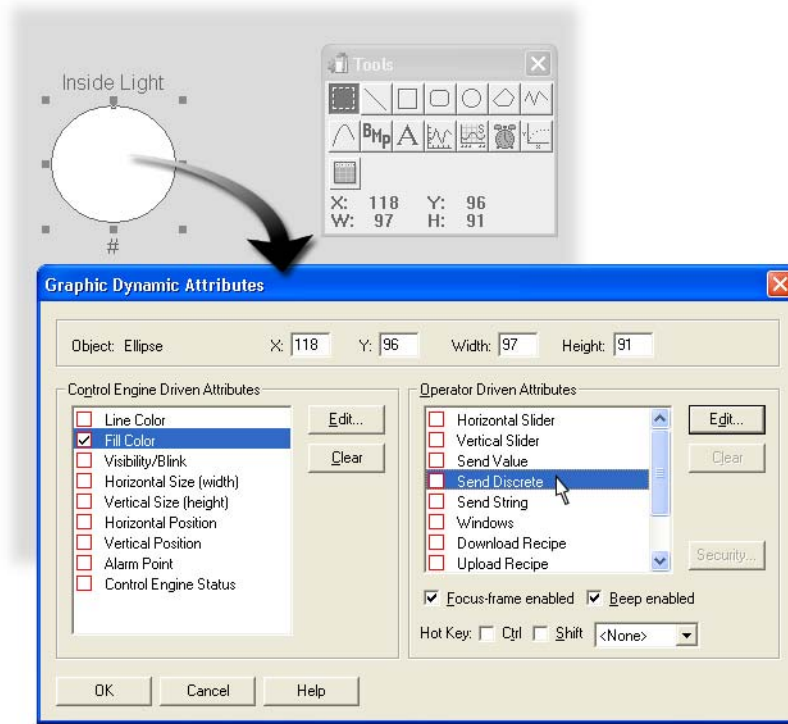 Inside Light
#
Tools
BMP A
X: 118 Y: 96
W: 97 H: 91
Graphic Dynamic Attributes
Object: Ellipse X: 118 Y: 96 Width: 97 Height: 91
Control Engine Driven Attributes
Line Color
Fill Color
Visibility/Blink
Horizontal Size (width)
Vertical Size (height)
Horizontal Position
Vertical Position
Alarm Point
Control Engine Status
Edit...
Clear
Operator Driven Attributes
Horizontal Slider
Vertical Slider
Send Value
Send Discrete
Send String
Windows
Download Recipe
Upload Recipe
Edit...
Clear
Security...
Focus-frame enabled Beep enabled
Hot Key: Ctrl Shift <None>
OK Cancel Help